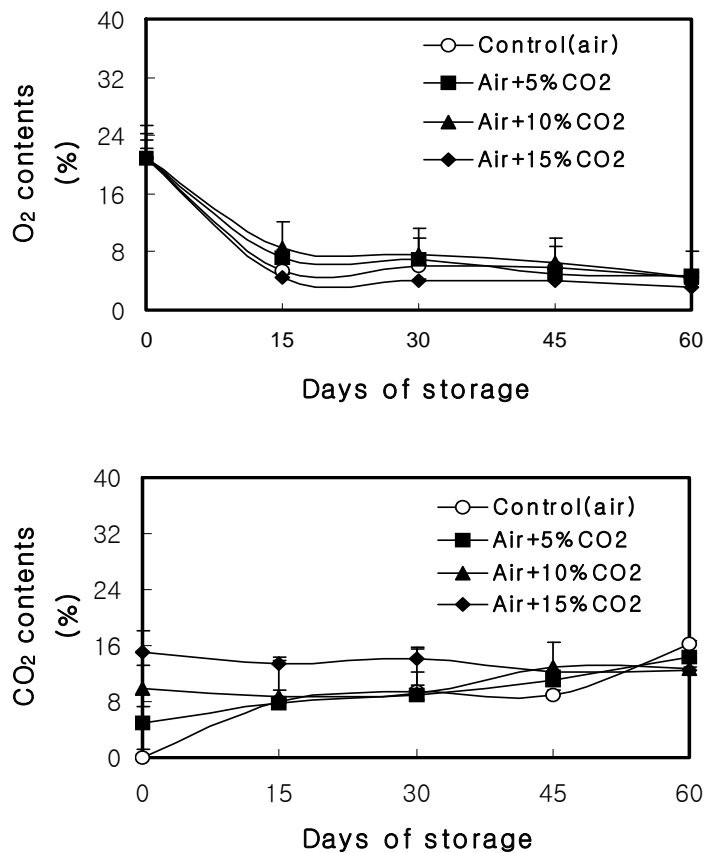 40
32
24
16
8
0
O2 contents
(%)
Control(air)
Air+5%CO2
Air+10%CO2
Air+15%CO2
0 15 30 45 60
Days of storage
40
32
24
16
8
0
CO2 contents
(%)
Control(air)
Air+5%CO2
Air+10%CO2
Air+15%CO2
0 15 30 45 60
Days of storage